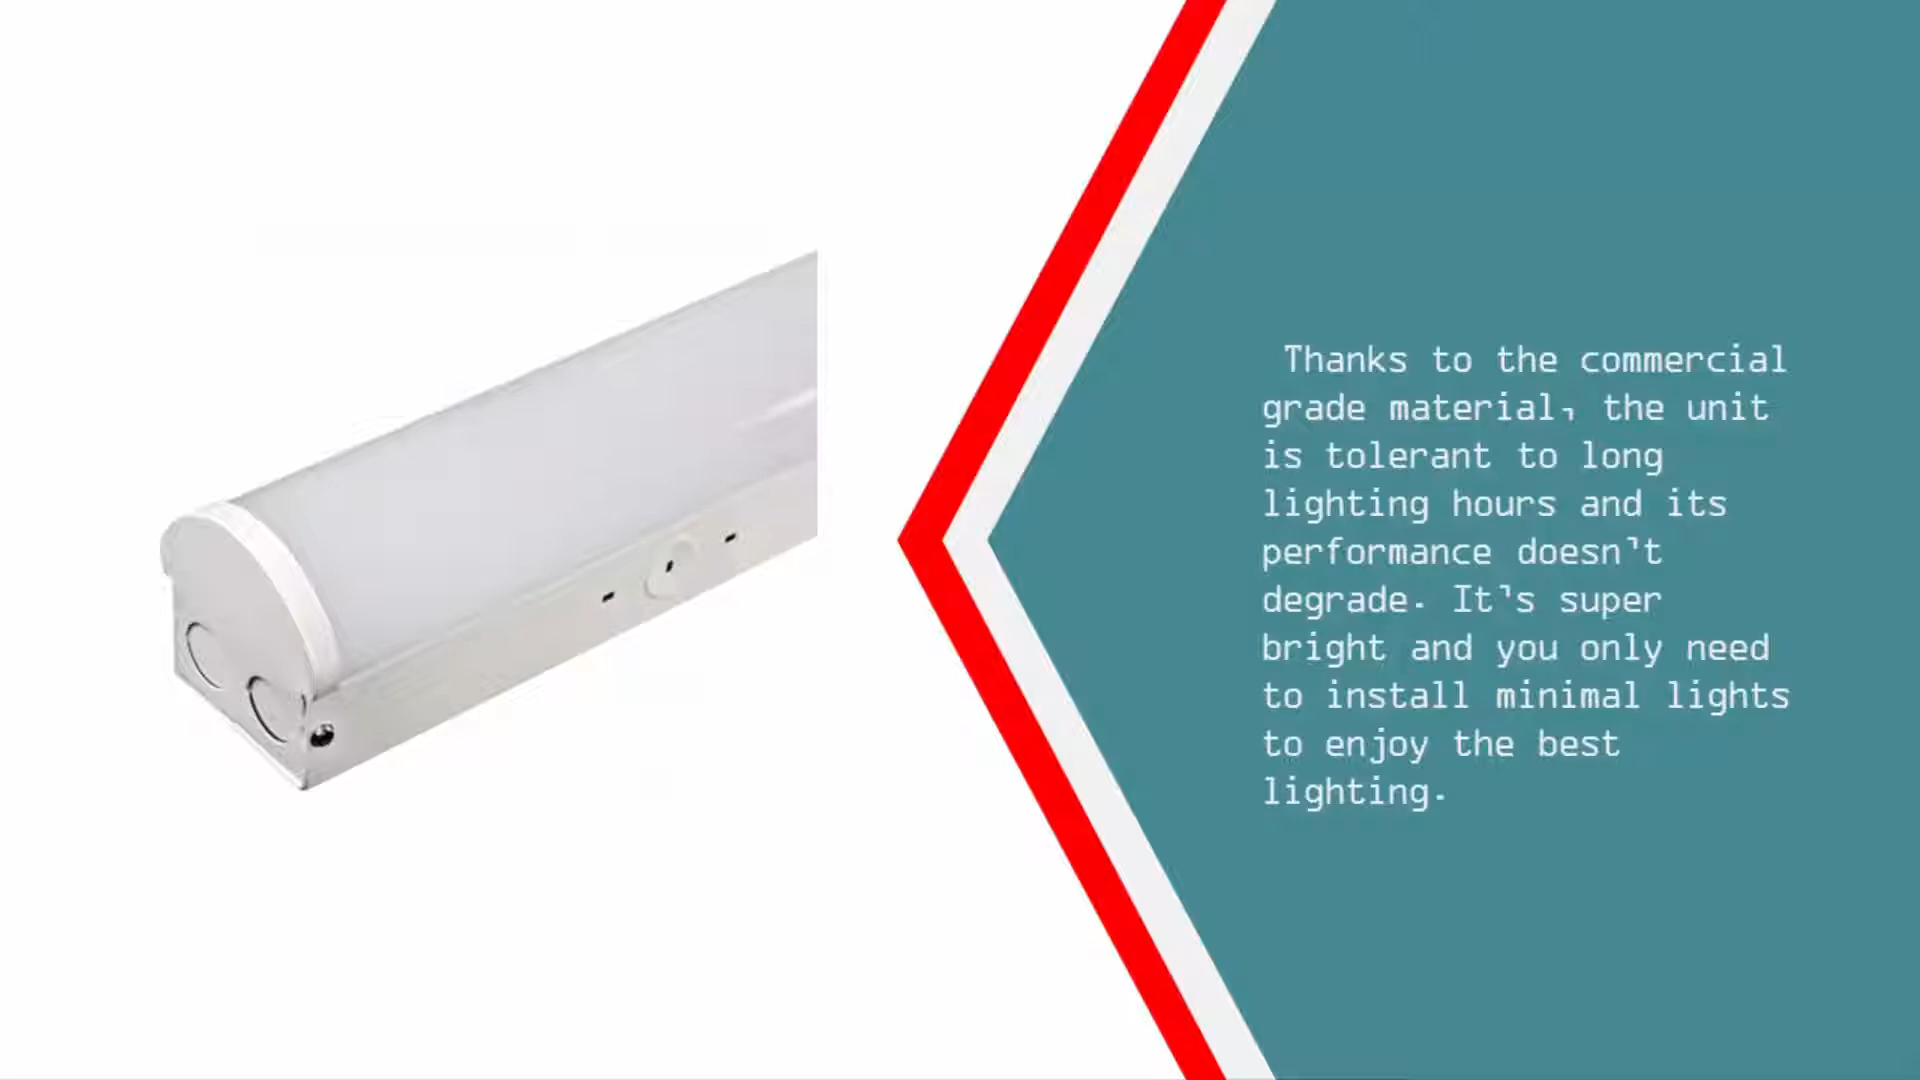 Thanks to the commercial
grade material, the unit
is tolerant to long
lighting hours and its
performance doesn't
degrade. It's super
bright and you only need
to install minimal lights
to enjoy the best
lighting.